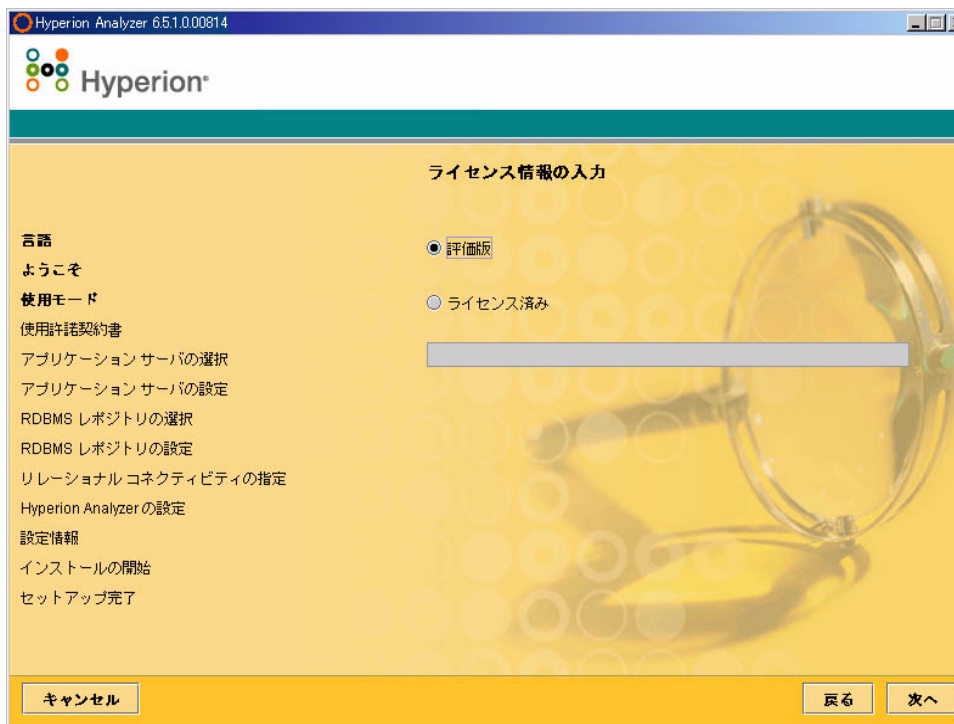 Hyperion Analyzer 6.5.1.0.00814
Hyperion®
ライセンス情報の入力
言語
ようこそ
使用モード
使用許諾契約書
アプリケーション サーバの選択
アプリケーション サーバの設定
RDBMS レポジトリの選択
RDBMS レポジトリの設定
リレーショナル コネクティビティの指定
Hyperion Analyzer の設定
設定情報
インストールの開始
セットアップ完了
評価版
ライセンス済み
キャンセル
戻る
次へ